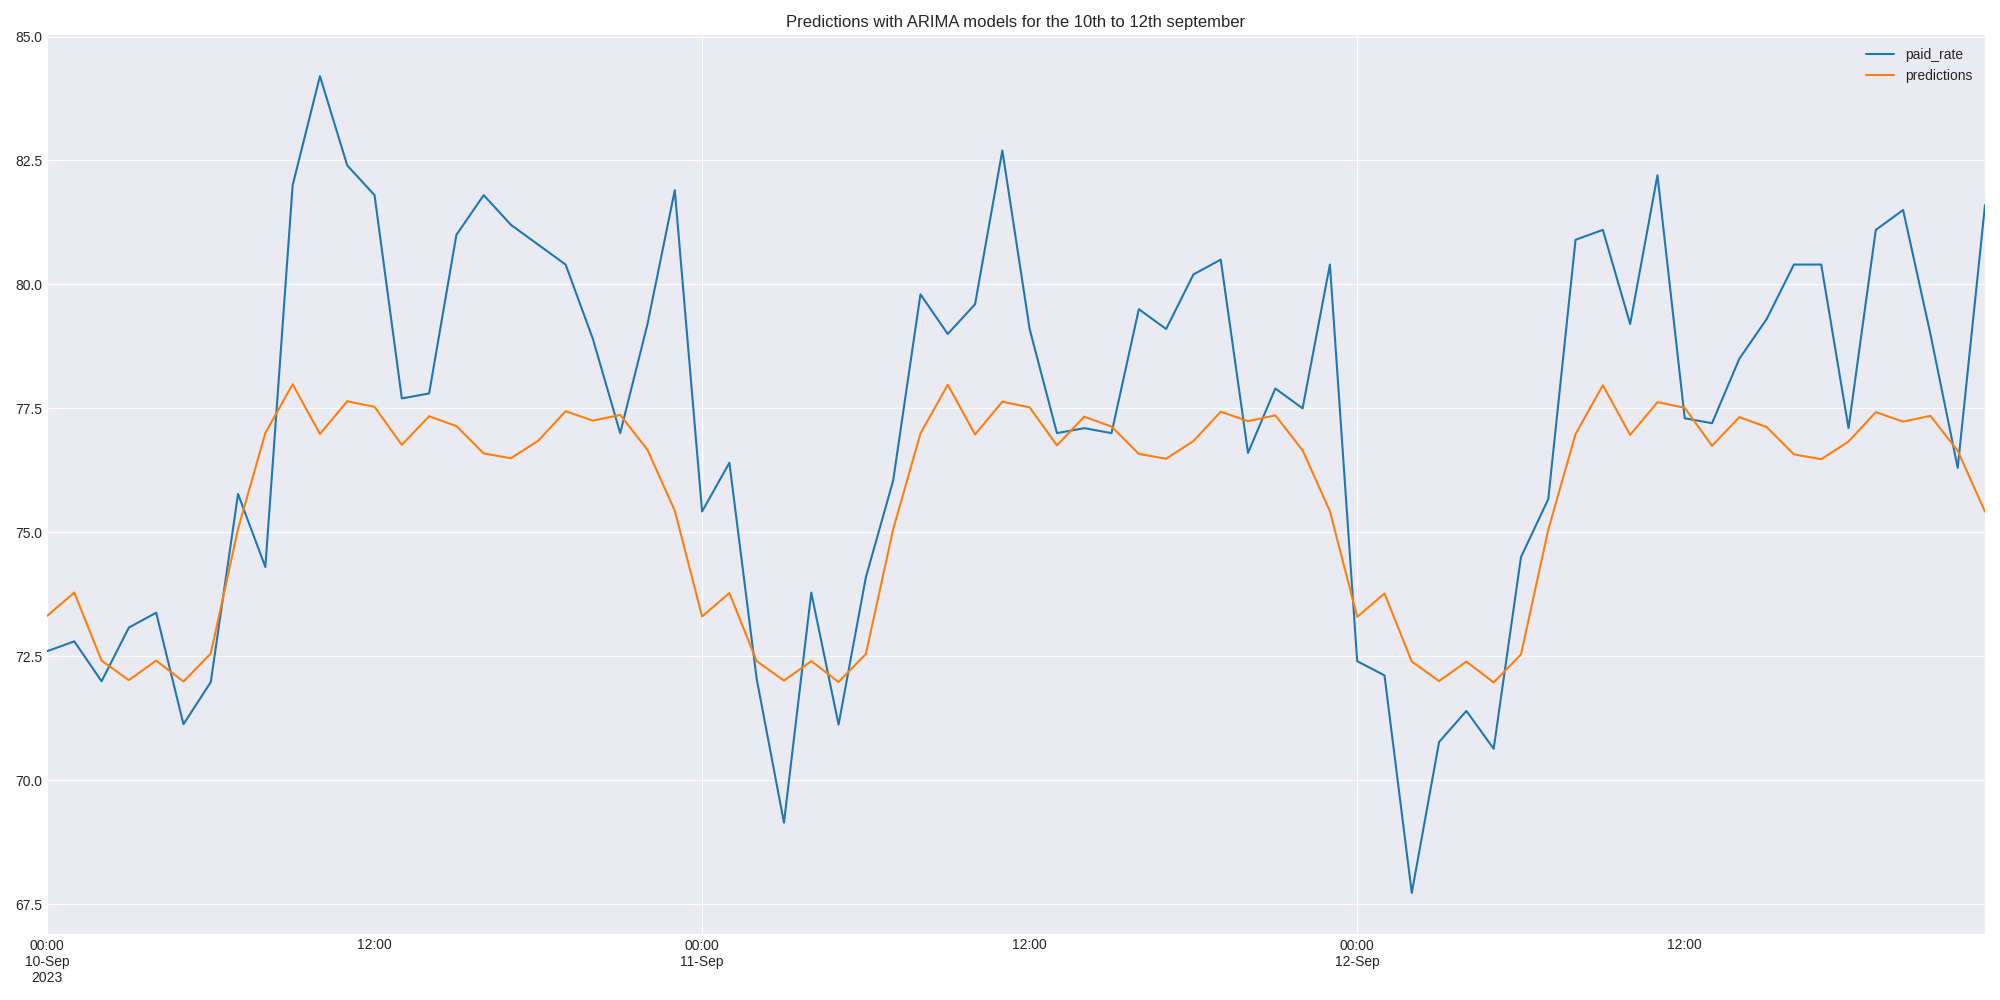 Predictions with ARIMA models for the 10th to 12th september
paid_rate
predictions
85.0
82.5
80.0
77.5
75.0
72.5
70.0
67.5
00:00
10-Sep
2023
12:00
00:00
11-Sep
12:00
00:00
12-Sep
12:00